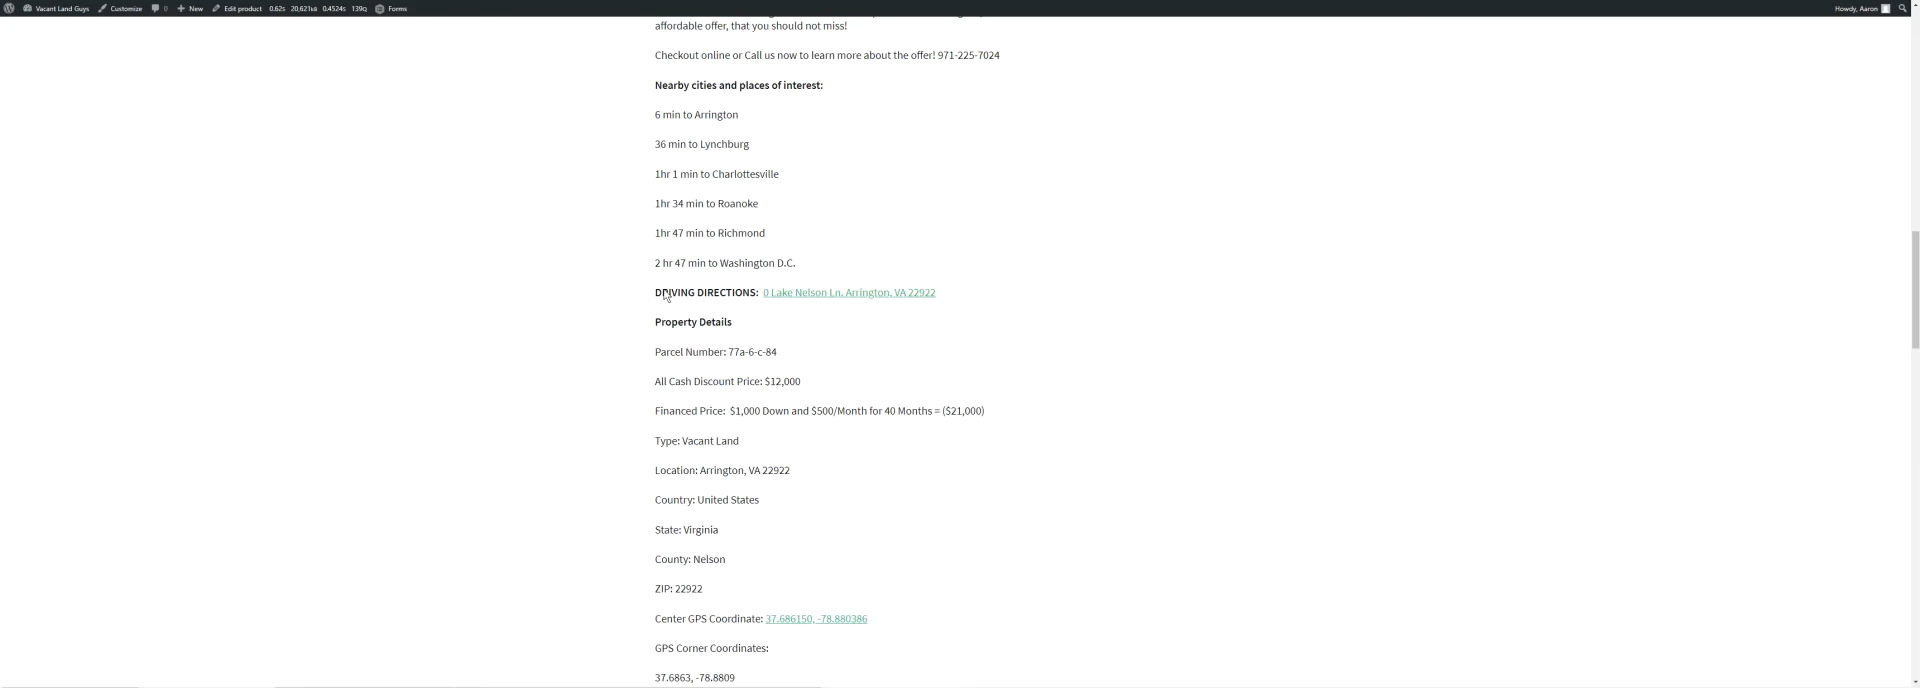 Vacant Land Guys Customize 0 New Edit product 0.62s 20,621KB 0.4524s 139Q Forms Howdy, Aaron
affordable offer, that you should not miss!
Checkout online or Call us now to learn more about the offer! 971-225-7024
Nearby cities and places of interest:
6 min to Arrington
36 min to Lynchburg
1hr 1 min to Charlottesville
1hr 34 min to Roanoke
1hr 47 min to Richmond
2 hr 47 min to Washington D.C.
DRIVING DIRECTIONS: 0 Lake Nelson Ln. Arrington, VA 22922
Property Details
Parcel Number: 77a-6-c-84
All Cash Discount Price: $12,000
Financed Price: $1,000 Down and $500/Month for 40 Months = ($21,000)
Type: Vacant Land
Location: Arrington, VA 22922
Country: United States
State: Virginia
County: Nelson
ZIP: 22922
Center GPS Coordinate: 37.686150, -78.880386
GPS Corner Coordinates:
37.6863, -78.8809